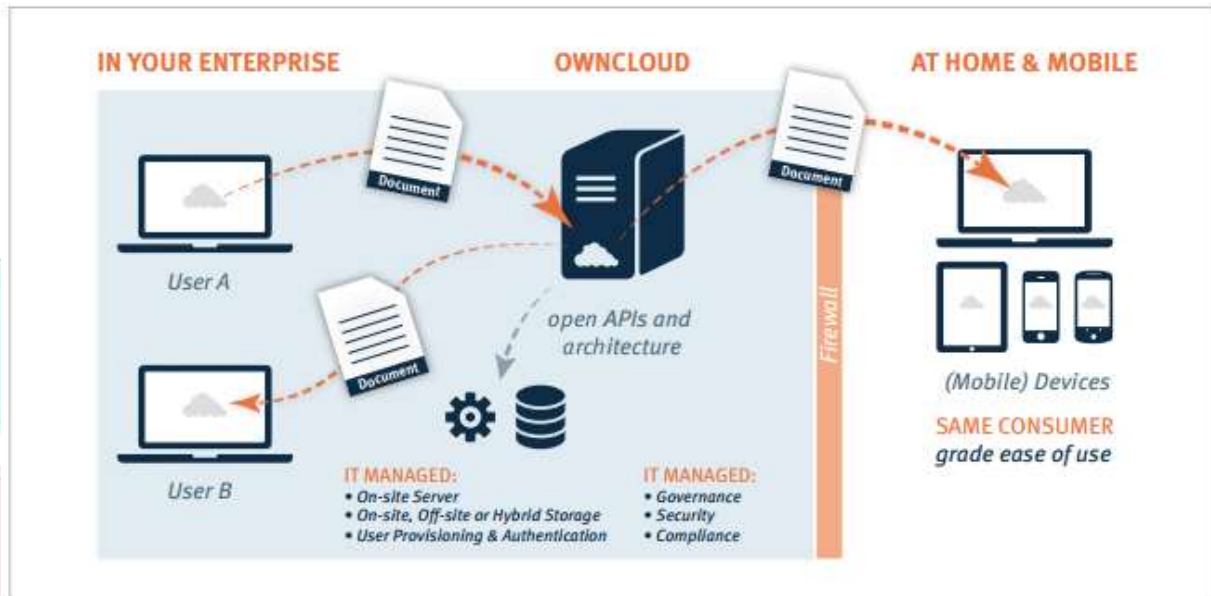 IN YOUR ENTERPRISE
OWNCLOUD
AT HOME & MOBILE
Document
Document
User A
Document
open APIs and
architecture
Firewall
(Mobile) Devices
SAME CONSUMER
grade ease of use
User B
IT MANAGED:
• On-site Server
• On-site, Off-site or Hybrid Storage
• User Provisioning & Authentication
IT MANAGED:
• Governance
• Security
• Compliance